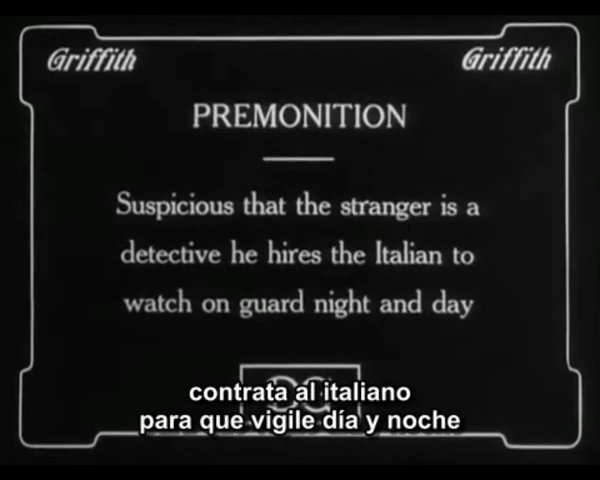 Griffith Griffith
PREMONITION
Suspicious that the stranger is a
detective he hires the Italian to
watch on guard night and day
contrata al italiano
para que vigile día y noche